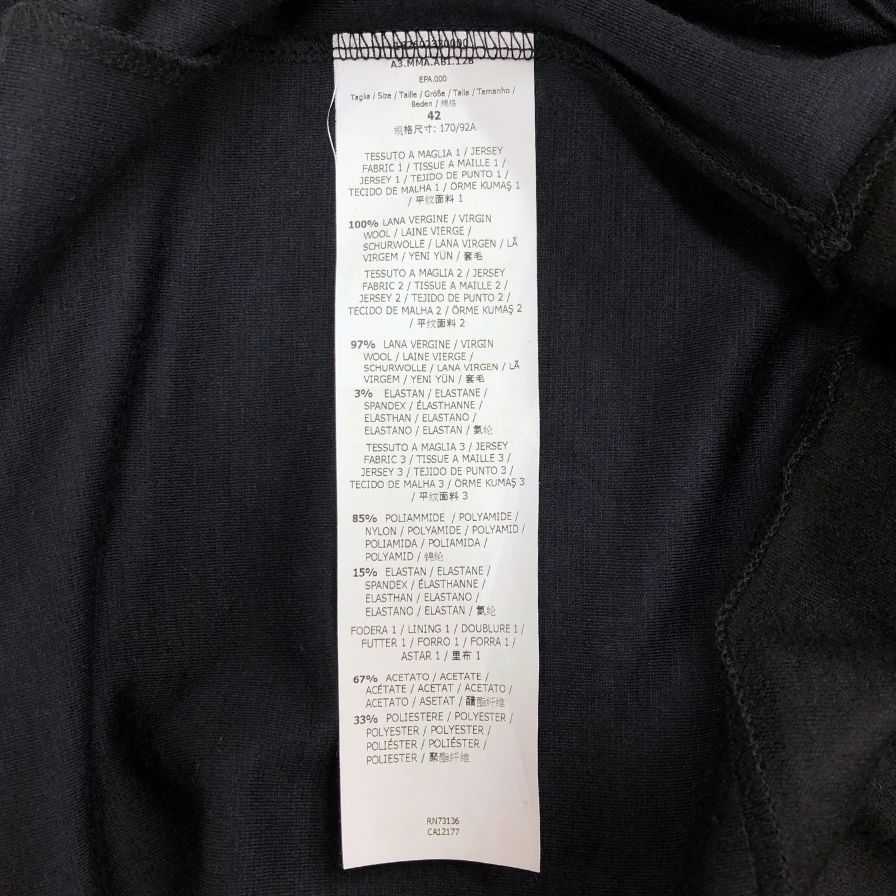 A3.MMA.AB1.12B
EPA.000
Taglia / Size / Taille / Größe / Talla / Tamanho /
Beden / 规格
42
规格尺寸: 170/92A
TESSUTO A MAGLIA 1 / JERSEY
FABRIC 1 / TISSUE A MAILLE 1 /
JERSEY 1 / TEJIDO DE PUNTO 1 /
TECIDO DE MALHA 1 / ÖRME KUMAŞ 1
/ 平纹面料 1
100% LANA VERGINE / VIRGIN
WOOL / LAINE VIERGE /
SCHURWOLLE / LANA VIRGEN / LÃ
VIRGEM / YENI YÜN / 套毛
TESSUTO A MAGLIA 2 / JERSEY
FABRIC 2 / TISSUE A MAILLE 2 /
JERSEY 2 / TEJIDO DE PUNTO 2 /
TECIDO DE MALHA 2 / ÖRME KUMAŞ 2
/ 平纹面料 2
97% LANA VERGINE / VIRGIN
WOOL / LAINE VIERGE /
SCHURWOLLE / LANA VIRGEN / LÃ
VIRGEM / YENI YÜN / 套毛
3% ELASTAN / ELASTANE /
SPANDEX / ÉLASTHANNE /
ELASTHAN / ELASTANO /
ELASTANO / ELASTAN / 氨纶
TESSUTO A MAGLIA 3 / JERSEY
FABRIC 3 / TISSUE A MAILLE 3 /
JERSEY 3 / TEJIDO DE PUNTO 3 /
TECIDO DE MALHA 3 / ÖRME KUMAŞ 3
/ 平纹面料 3
85% POLIAMMIDE / POLYAMIDE /
NYLON / POLYAMIDE / POLYAMID /
POLIAMIDA / POLIAMIDA /
POLYAMID / 锦纶
15% ELASTAN / ELASTANE /
SPANDEX / ÉLASTHANNE /
ELASTHAN / ELASTANO /
ELASTANO / ELASTAN / 氨纶
FODERA 1 / LINING 1 / DOUBLURE 1 /
FUTTER 1 / FORRO 1 / FORRA 1 /
ASTAR 1 / 里布 1
67% ACETATO / ACETATE /
ACÉTATE / ACETAT / ACETATO /
ACETATO / ASETAT / 醋酯纤维
33% POLIESTERE / POLYESTER /
POLYESTER / POLYESTER /
POLIÉSTER / POLIÉSTER /
POLIESTER / 聚酯纤维
RN73136
CA12177